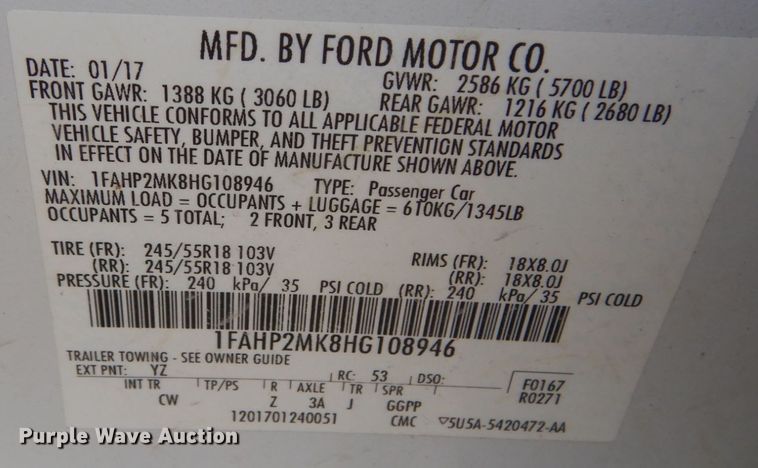 MFD. BY FORD MOTOR CO.
DATE: 01/17 GVWR: 2586 KG ( 5700 LB)
FRONT GAWR: 1388 KG ( 3060 LB) REAR GAWR: 1216 KG ( 2680 LB)
THIS VEHICLE CONFORMS TO ALL APPLICABLE FEDERAL MOTOR
VEHICLE SAFETY, BUMPER, AND THEFT PREVENTION STANDARDS
IN EFFECT ON THE DATE OF MANUFACTURE SHOWN ABOVE.
VIN: 1FAHP2MK8HG108946 TYPE: Passenger Car
MAXIMUM LOAD = OCCUPANTS + LUGGAGE = 610KG/1345LB
OCCUPANTS = 5 TOTAL; 2 FRONT, 3 REAR
TIRE (FR): 245/55R18 103V RIMS (FR): 18X8.0J
(RR): 245/55R18 103V (RR): 18X8.0J
PRESSURE (FR): 240 kPa/ 35 PSI COLD (RR): 240 kPa/ 35 PSI COLD
1FAHP2MK8HG108946
TRAILER TOWING - SEE OWNER GUIDE
EXT PNT: YZ RC: 53 DSO: F0167
INT TR TP/PS R AXLE TR SPR R0271
CW Z 3A J GGPP
1201701240051 CMC ▽5U5A-5420472-AA
Purple Wave Auction